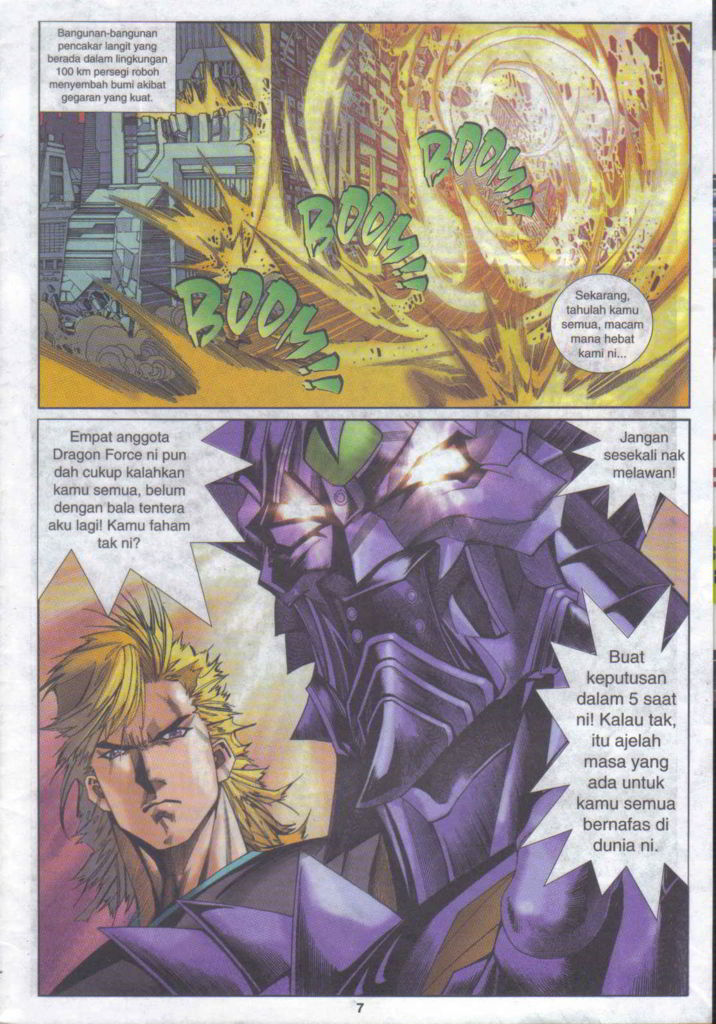 Bangunan-bangunan
pencakar langit yang
berada dalam lingkungan
100 km persegi roboh
menyembah bumi akibat
gegaran yang kuat.
BOOM!!
BOOM!!
BOOM!!
Sekarang,
tahulah kamu
semua, macam
mana hebat
kami ni...
Empat anggota
Dragon Force ni pun
dah cukup kalahkan
kamu semua, belum
dengan bala tentera
aku lagi! Kamu faham
tak ni?
Jangan
sesekali nak
melawan!
Buat
keputusan
dalam 5 saat
ni! Kalau tak,
itu ajelah
masa yang
ada untuk
kamu semua
bernafas di
dunia ni.
7